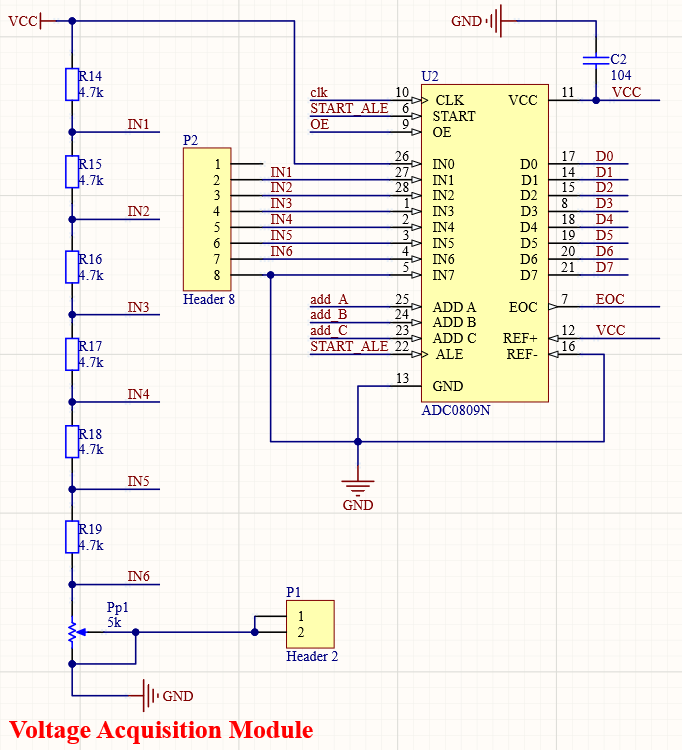 VCC
GND
C2
104
R14
4.7k
IN1
R15
4.7k
IN2
R16
4.7k
IN3
R17
4.7k
IN4
R18
4.7k
IN5
R19
4.7k
IN6
Pp1
5k
GND
P1
1
2
Header 2
P2
1
2 IN1
3 IN2
4 IN3
5 IN4
6 IN5
7 IN6
8
Header 8
U2
clk 10 CLK
START_ALE 6 START
OE 9 OE
26 IN0
27 IN1
28 IN2
1 IN3
2 IN4
3 IN5
4 IN6
5 IN7
add_A 25 ADD A
add_B 24 ADD B
add_C 23 ADD C
START_ALE 22 ALE
13 GND
VCC 11 VCC
D0 17 D0
D1 14 D1
D2 15 D2
D3 8 D3
D4 18 D4
D5 19 D5
D6 20 D6
D7 21 D7
EOC 7 EOC
REF+ 12 VCC
REF- 16
ADC0809N
GND
Voltage Acquisition Module